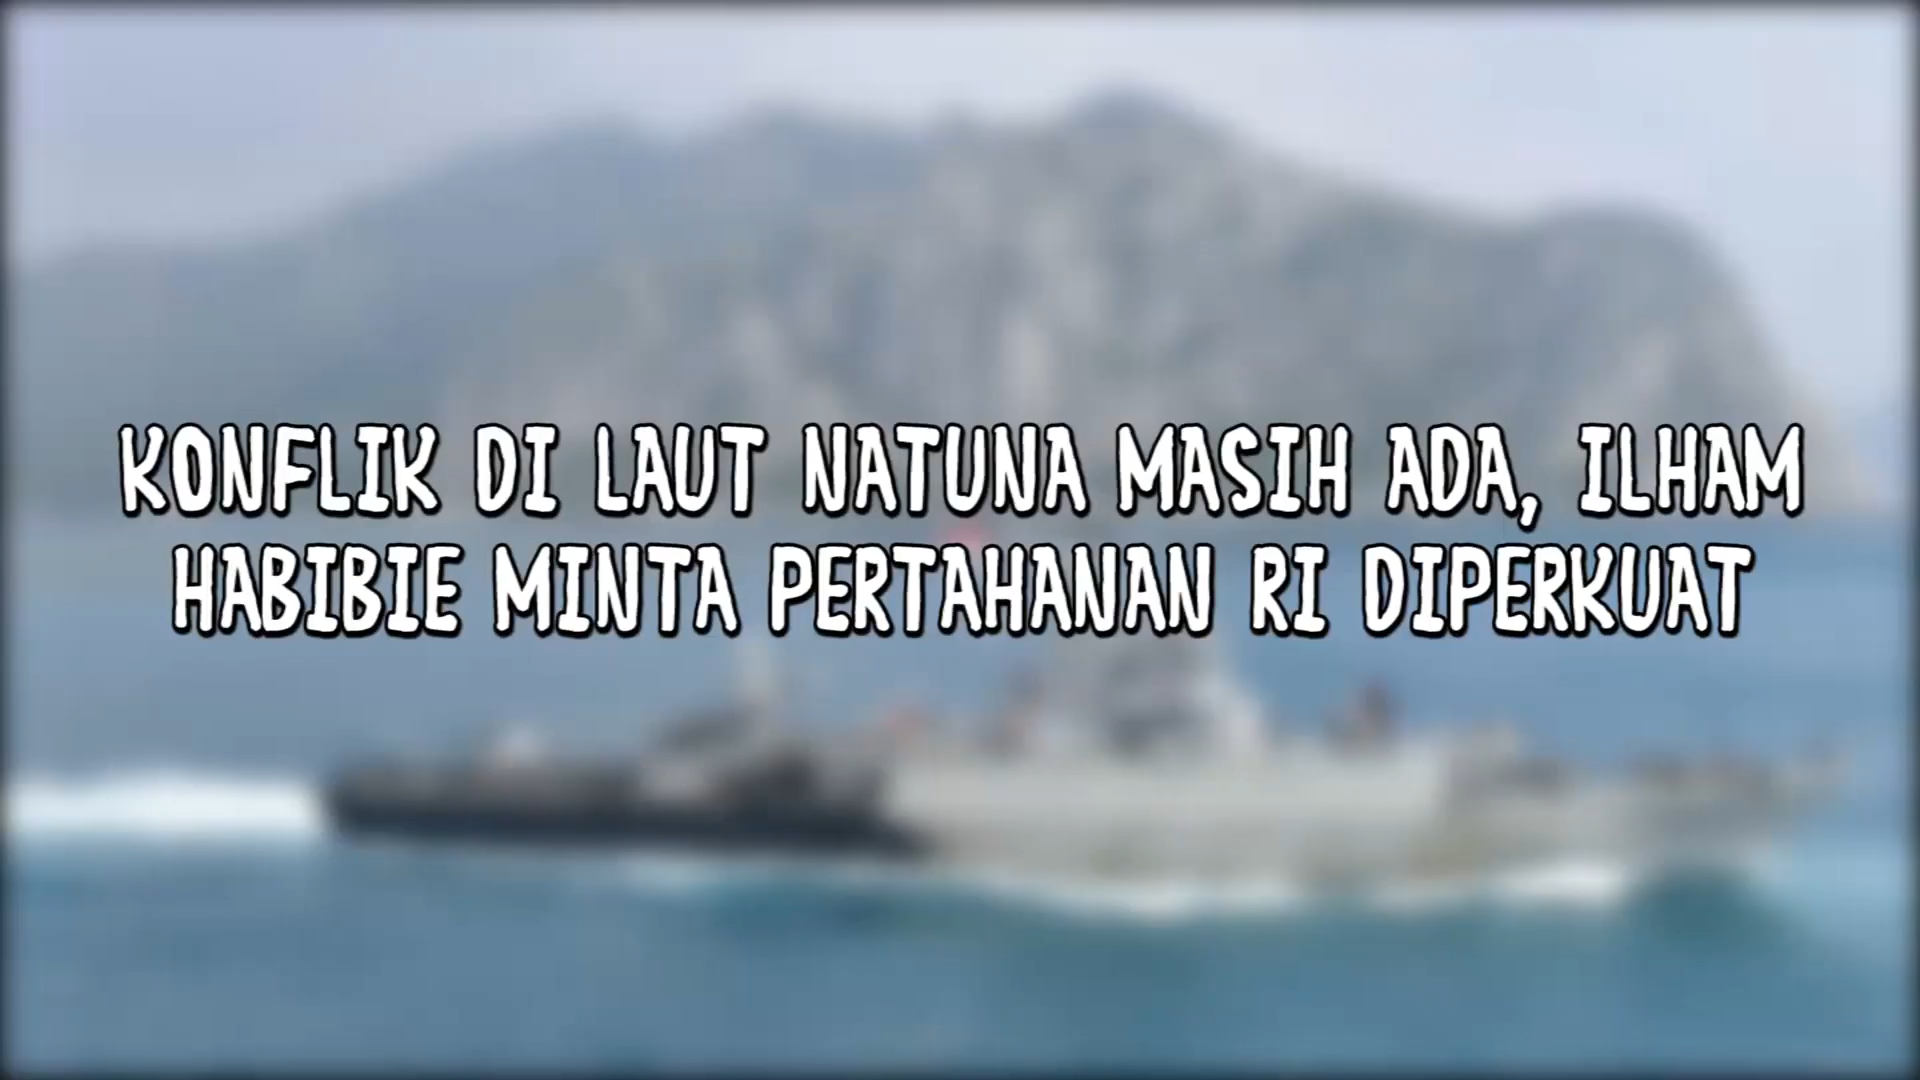 KONFLIK DI LAUT NATUNA MASIH ADA, ILHAM
HABIBIE MINTA PERTAHANAN RI DIPERKUAT